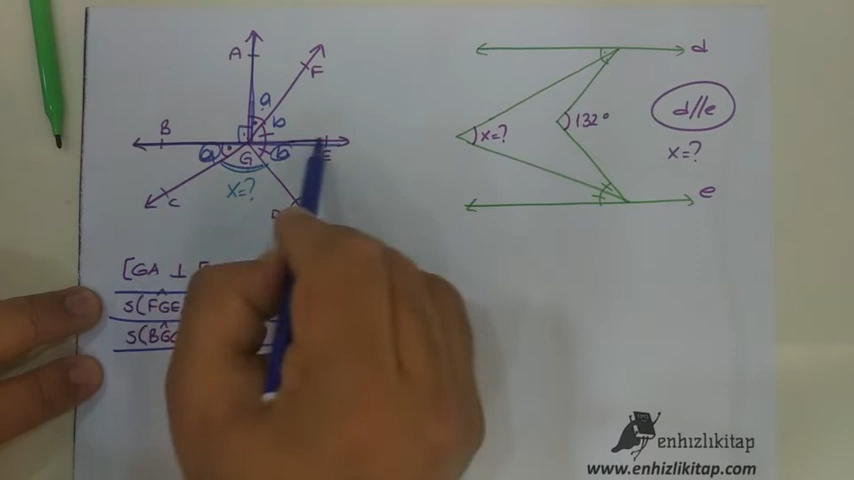 A
F
a
b
B
a
b
G
E
C
x=?
D
[GA ⊥
S(FGE
S(BGC
d
x=?
132°
d//e
x=?
e
enhızlıkitap
www.enhizlikitap.com